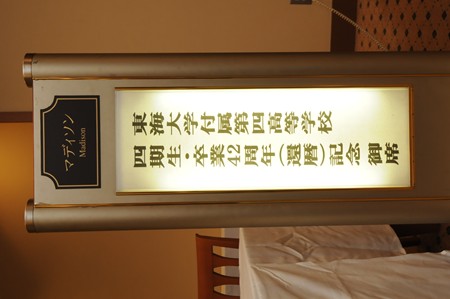 マディソン
Madison
東海大学付属第四高等学校
四期生・卒業42周年(還暦)記念 御席